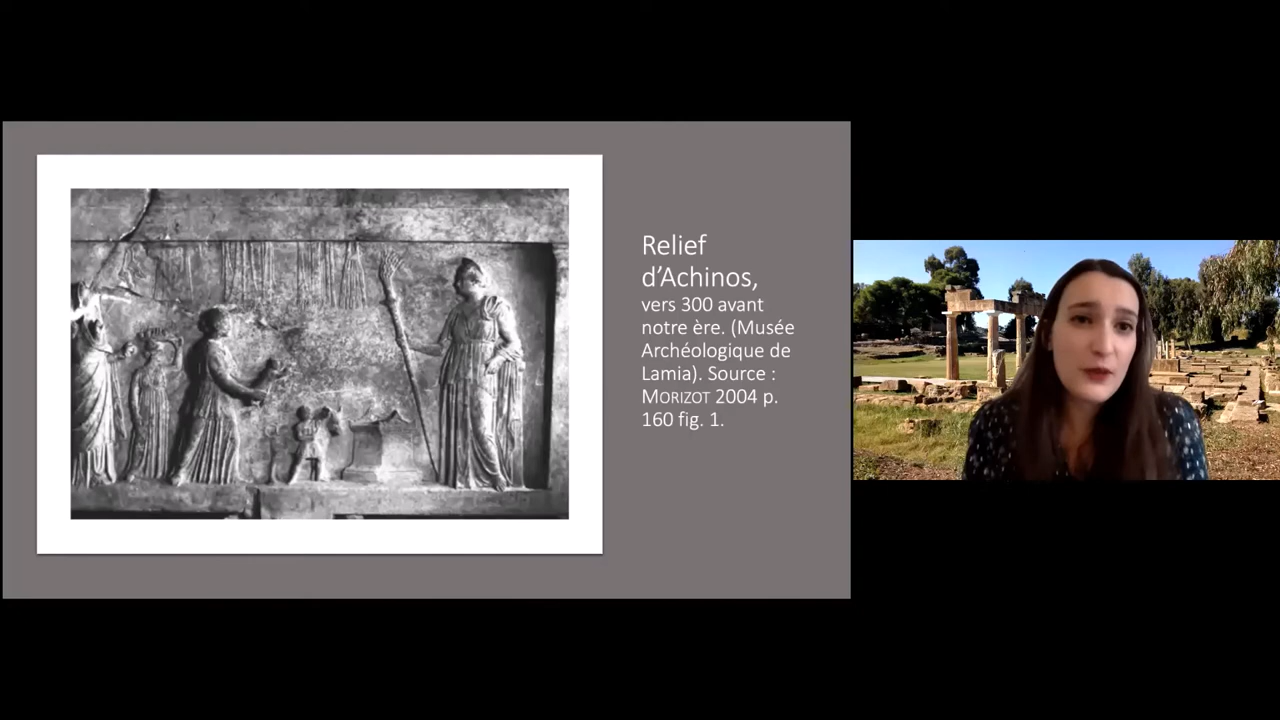 Relief
d’Achinos,
vers 300 avant
notre ère. (Musée
Archéologique de
Lamia). Source :
MORIZOT 2004 p.
160 fig. 1.